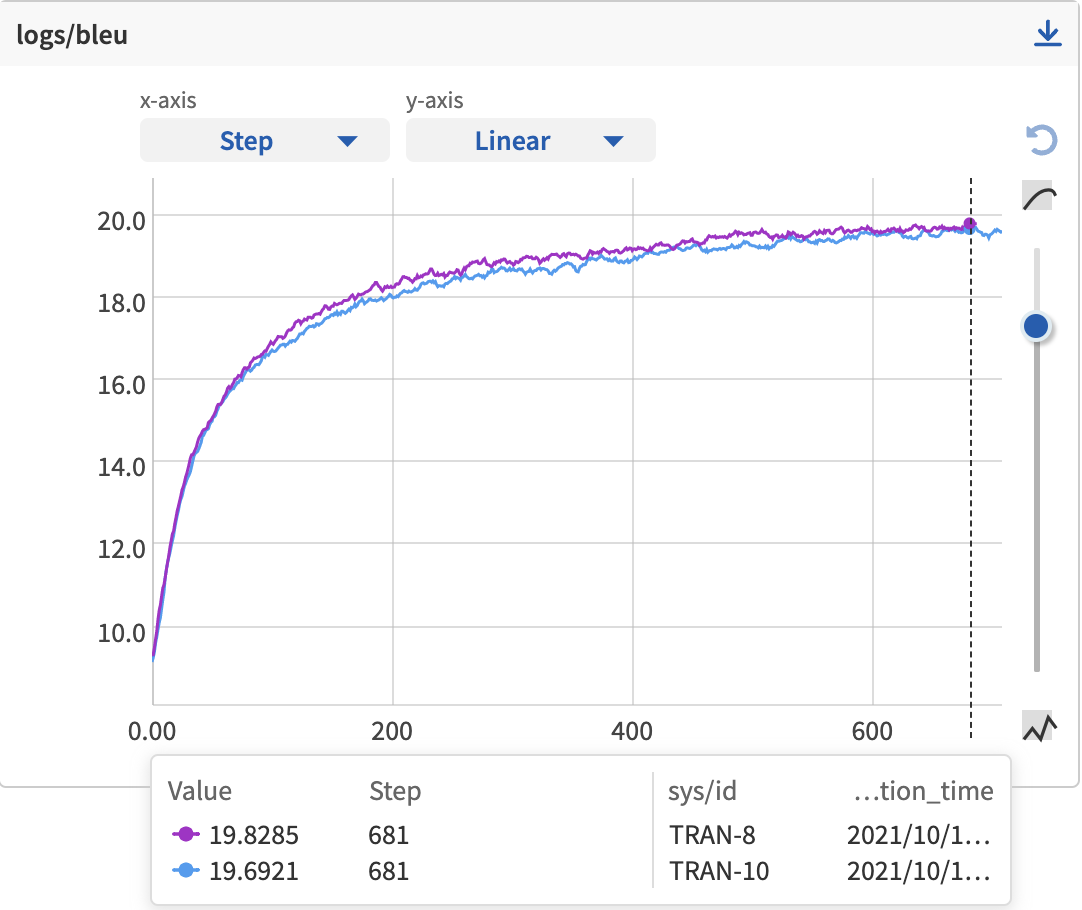 logs/bleu
x-axis y-axis
Step Linear
20.0
18.0
16.0
14.0
12.0
10.0
0.00 200 400 600
Value Step sys/id …tion_time
19.8285 681 TRAN-8 2021/10/1…
19.6921 681 TRAN-10 2021/10/1…